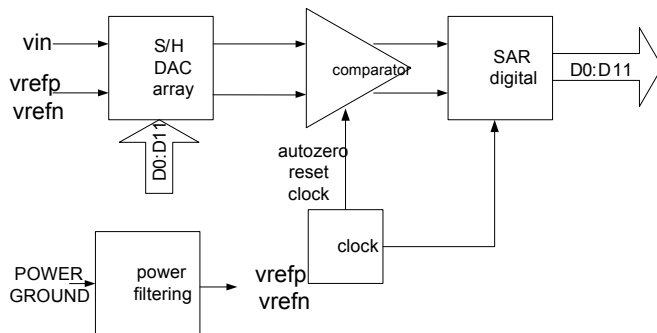 vin
vrefp
vrefn
S/H
DAC
array
D0:D11
comparator
SAR
digital
D0:D11
autozero
reset
clock
clock
POWER
GROUND
power
filtering
vrefp
vrefn